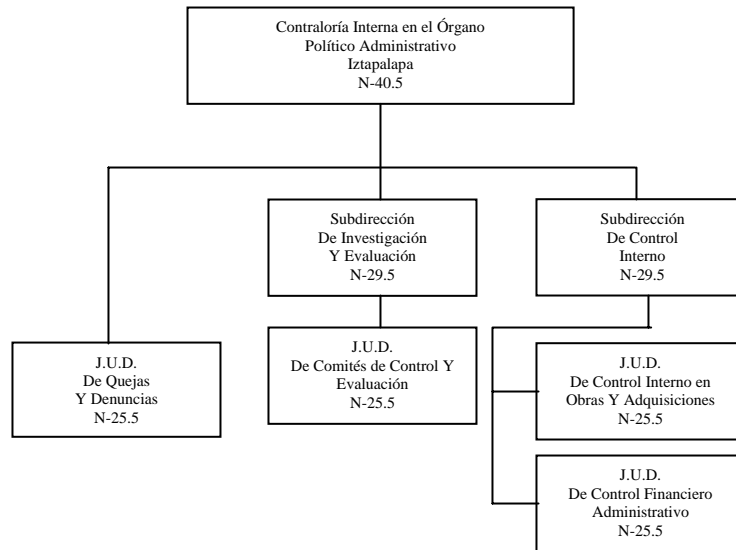 Contraloría Interna en el Órgano
Político Administrativo
Iztapalapa
N-40.5
Subdirección
De Investigación
Y Evaluación
N-29.5
Subdirección
De Control
Interno
N-29.5
J.U.D.
De Quejas
Y Denuncias
N-25.5
J.U.D.
De Comités de Control Y
Evaluación
N-25.5
J.U.D.
De Control Interno en
Obras Y Adquisiciones
N-25.5
J.U.D.
De Control Financiero
Administrativo
N-25.5